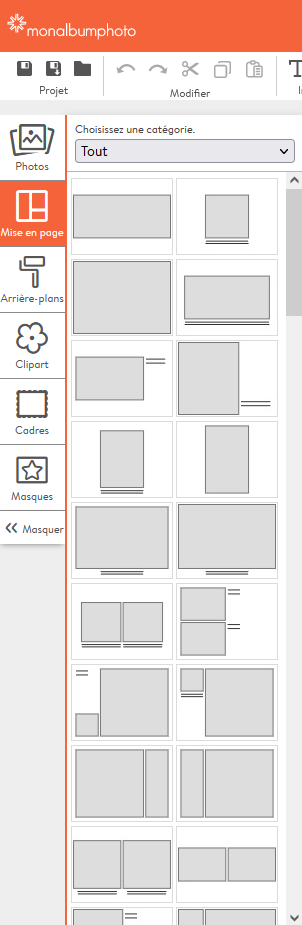 monalbumphoto
Projet
Modifier
Choisissez une catégorie.
Tout
Photos
Mise en page
Arrière-plans
Clipart
Cadres
Masques
Masquer